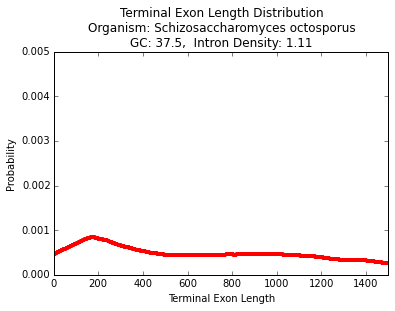 Terminal Exon Length Distribution
Organism: Schizosaccharomyces octosporus
GC: 37.5,  Intron Density: 1.11
0.005
0.004
0.003
0.002
0.001
0.000
Probability
0 200 400 600 800 1000 1200 1400
Terminal Exon Length